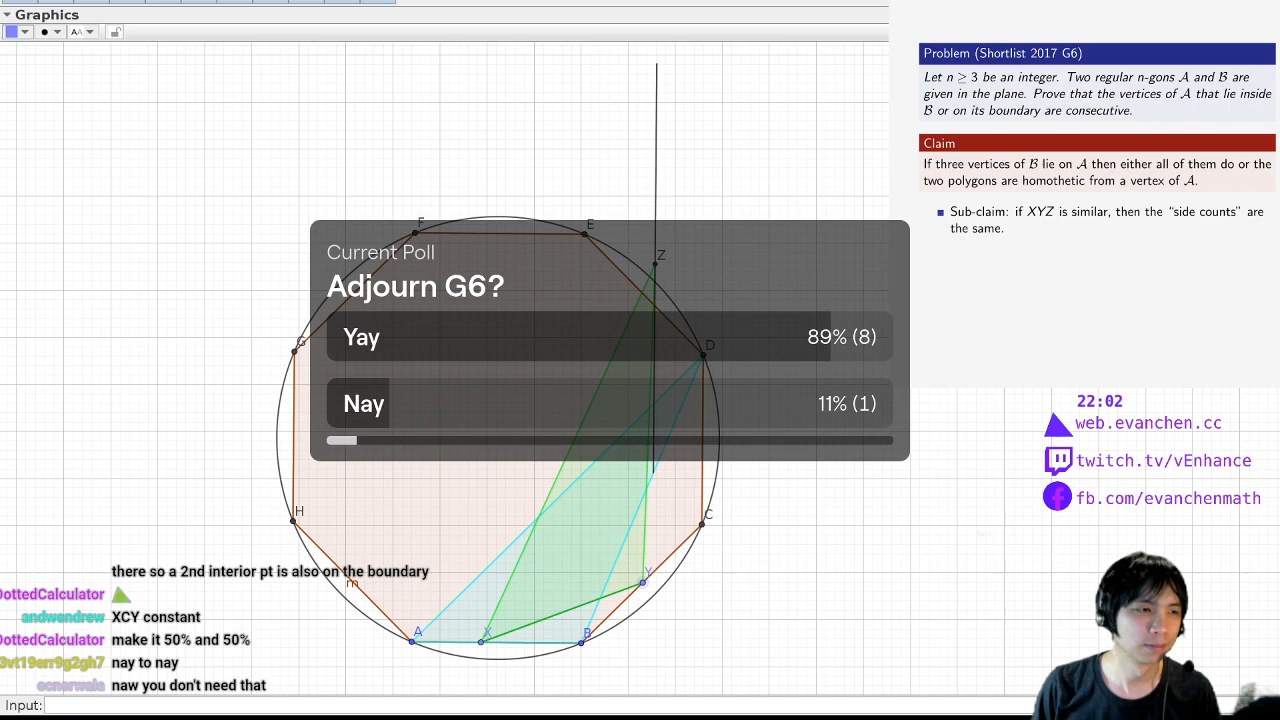 Graphics
Problem (Shortlist 2017 G6)
Let n ≥ 3 be an integer. Two regular n-gons A and B are
given in the plane. Prove that the vertices of A that lie inside
B or on its boundary are consecutive.
Claim
If three vertices of B lie on A then either all of them do or the
two polygons are homothetic from a vertex of A.
Sub-claim: if XYZ is similar, then the "side counts" are
the same.
F
E
Z
G
D
H
C
m
Y
A
X
B
Current Poll
Adjourn G6?
Yay 89% (8)
Nay 11% (1)
22:02
web.evanchen.cc
twitch.tv/vEnhance
fb.com/evanchenmath
there so a 2nd interior pt is also on the boundary
DottedCalculator
andwendrew XCY constant
DottedCalculator make it 50% and 50%
3vt19err9g2gh7 nay to nay
naw you don't need that
Input: